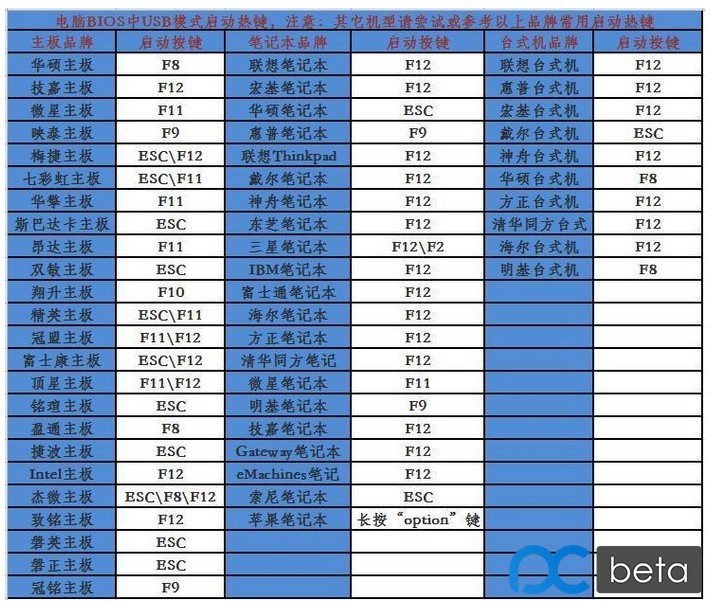 电脑BIOS中USB模式启动热键，注意：其它机型请尝试或参考以上品牌常用启动热键
主板品牌 启动按键 笔记本品牌 启动按键 台式机品牌 启动按键
华硕主板 F8 联想笔记本 F12 联想台式机 F12
技嘉主板 F12 宏基笔记本 F12 惠普台式机 F12
微星主板 F11 华硕笔记本 ESC 宏基台式机 F12
映泰主板 F9 惠普笔记本 F9 戴尔台式机 ESC
梅捷主板 ESC\F12 联想Thinkpad F12 神舟台式机 F12
七彩虹主板 ESC\F11 戴尔笔记本 F12 华硕台式机 F8
华擎主板 F11 神舟笔记本 F12 方正台式机 F12
斯巴达卡主板 ESC 东芝笔记本 F12 清华同方台式 F12
昂达主板 F11 三星笔记本 F12\F2 海尔台式机 F12
双敏主板 ESC IBM笔记本 F12 明基台式机 F8
翔升主板 F10 富士通笔记本 F12
精英主板 ESC\F11 海尔笔记本 F12
冠盟主板 F11\F12 方正笔记本 F12
富士康主板 ESC\F12 清华同方笔记 F12
顶星主板 F11\F12 微星笔记本 F11
铭瑄主板 ESC 明基笔记本 F9
盈通主板 F8 技嘉笔记本 F12
捷波主板 ESC Gateway笔记本 F12
Intel主板 F12 eMachines笔记 F12
杰微主板 ESC\F8\F12 索尼笔记本 ESC
致铭主板 F12 苹果笔记本 长按“option”键
磐英主板 ESC
磐正主板 ESC
冠铭主板 F9
PC beta